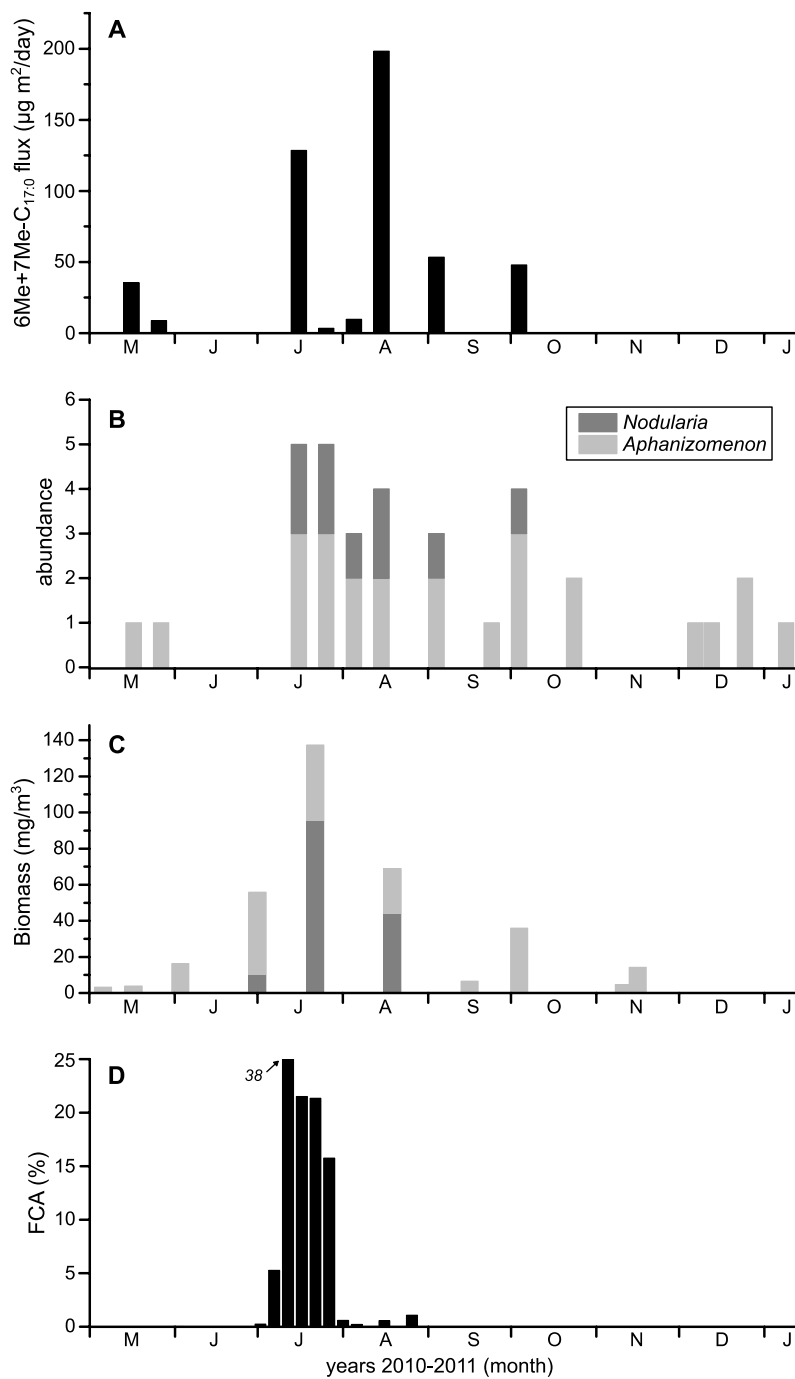 A
6Me+7Me-C17:0 flux (µg m²/day)
200
150
100
50
0
M J J A S O N D J
B
Nodularia
Aphanizomenon
abundance
6
5
4
3
2
1
0
M J J A S O N D J
C
Biomass (mg/m³)
140
120
100
80
60
40
20
0
M J J A S O N D J
D
38
FCA (%)
25
20
15
10
5
0
M J J A S O N D J
years 2010-2011 (month)